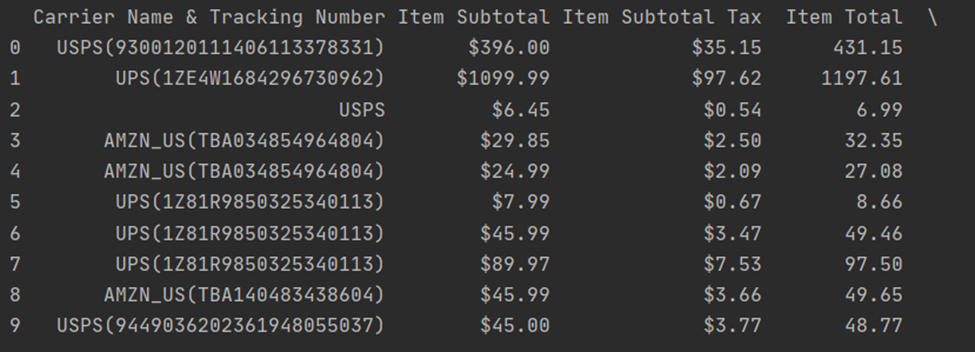 Carrier Name & Tracking Number Item Subtotal Item Subtotal Tax Item Total \
0 USPS(9300120111406113378331) $396.00 $35.15 431.15
1 UPS(1ZE4W1684296730962) $1099.99 $97.62 1197.61
2 USPS $6.45 $0.54 6.99
3 AMZN_US(TBA034854964804) $29.85 $2.50 32.35
4 AMZN_US(TBA034854964804) $24.99 $2.09 27.08
5 UPS(1Z81R9850325340113) $7.99 $0.67 8.66
6 UPS(1Z81R9850325340113) $45.99 $3.47 49.46
7 UPS(1Z81R9850325340113) $89.97 $7.53 97.50
8 AMZN_US(TBA140483438604) $45.99 $3.66 49.65
9 USPS(9449036202361948055037) $45.00 $3.77 48.77